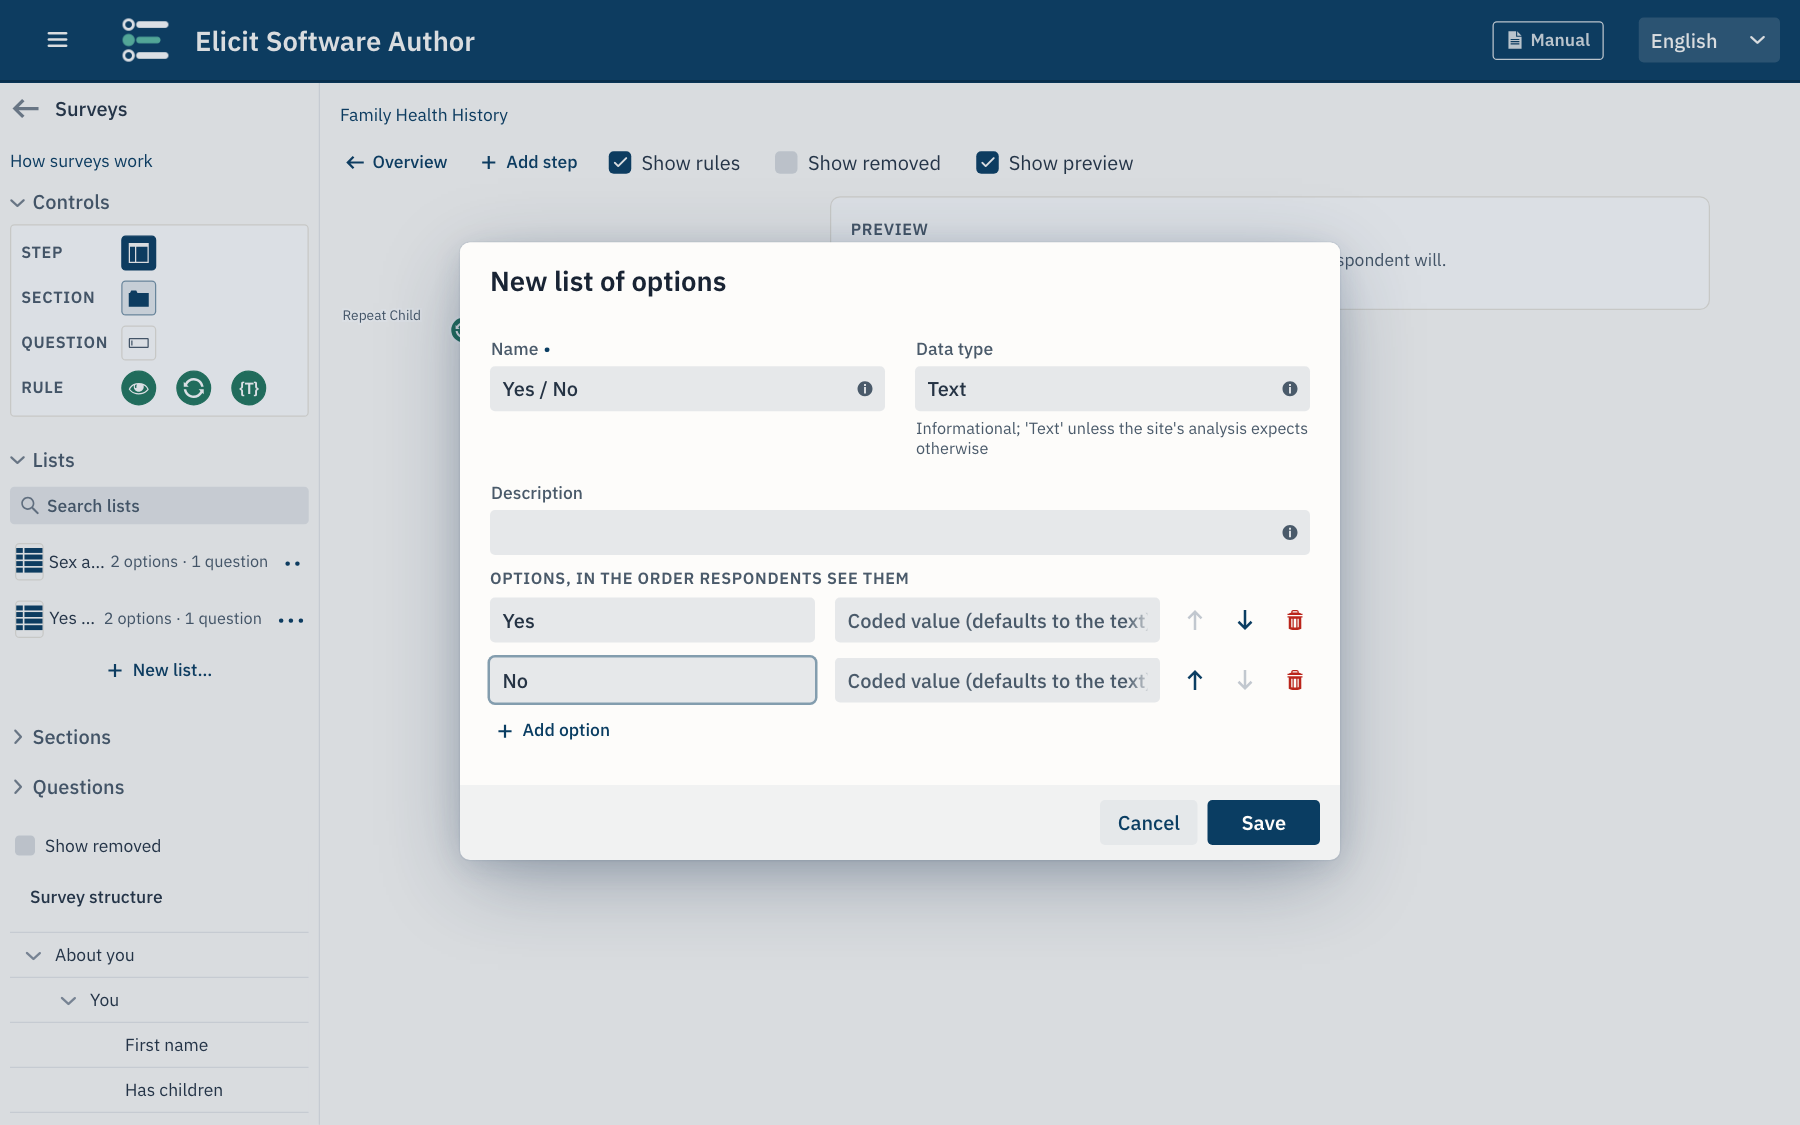 Elicit Software Author
Manual
English
Surveys
How surveys work
Controls
STEP
SECTION
QUESTION
RULE
{T}
Lists
Search lists
Sex a... 2 options · 1 question
Yes ... 2 options · 1 question
+ New list...
Sections
Questions
Show removed
Survey structure
About you
You
First name
Has children
Family Health History
Overview
+ Add step
Show rules
Show removed
Show preview
PREVIEW
spondent will.
Repeat Child
New list of options
Name •
Data type
Yes / No
Text
Informational; 'Text' unless the site's analysis expects
otherwise
Description
OPTIONS, IN THE ORDER RESPONDENTS SEE THEM
Yes
Coded value (defaults to the text
No
Coded value (defaults to the text
+ Add option
Cancel
Save